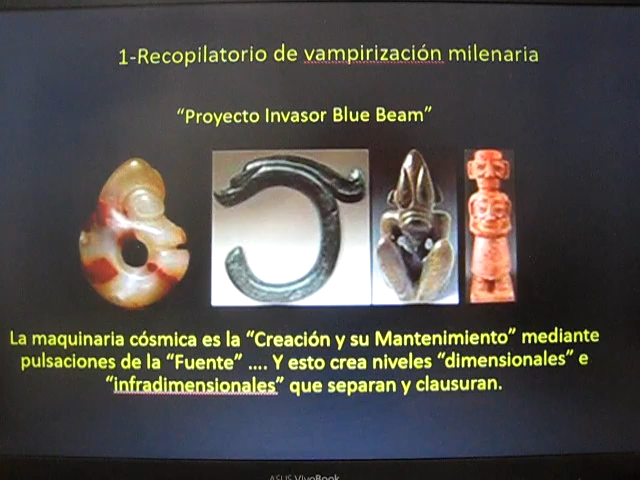 1-Recopilatorio de vampirización milenaria
“Proyecto Invasor Blue Beam”
La maquinaria cósmica es la “Creación y su Mantenimiento” mediante
pulsaciones de la “Fuente” .... Y esto crea niveles “dimensionales” e
“infradimensionales” que separan y clausuran.
ASUS VivoBook